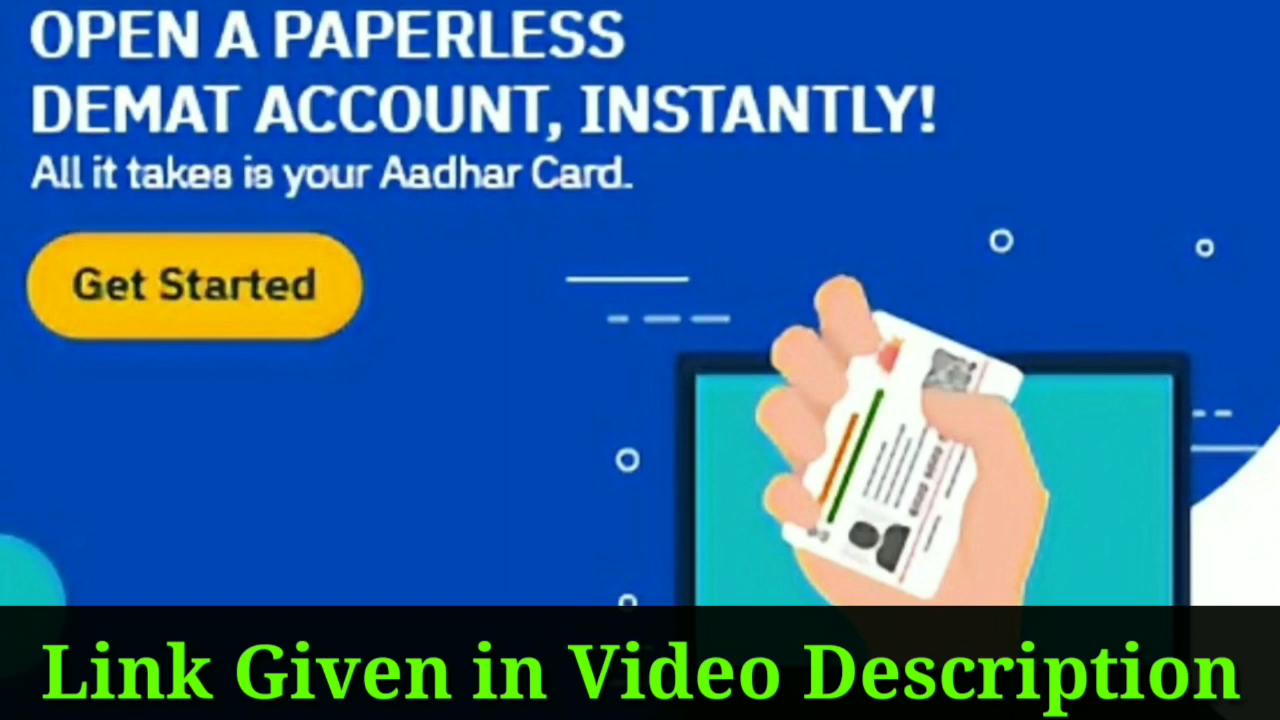 OPEN A PAPERLESS
DEMAT ACCOUNT, INSTANTLY!
All it takes is your Aadhar Card.
Get Started
Link Given in Video Description